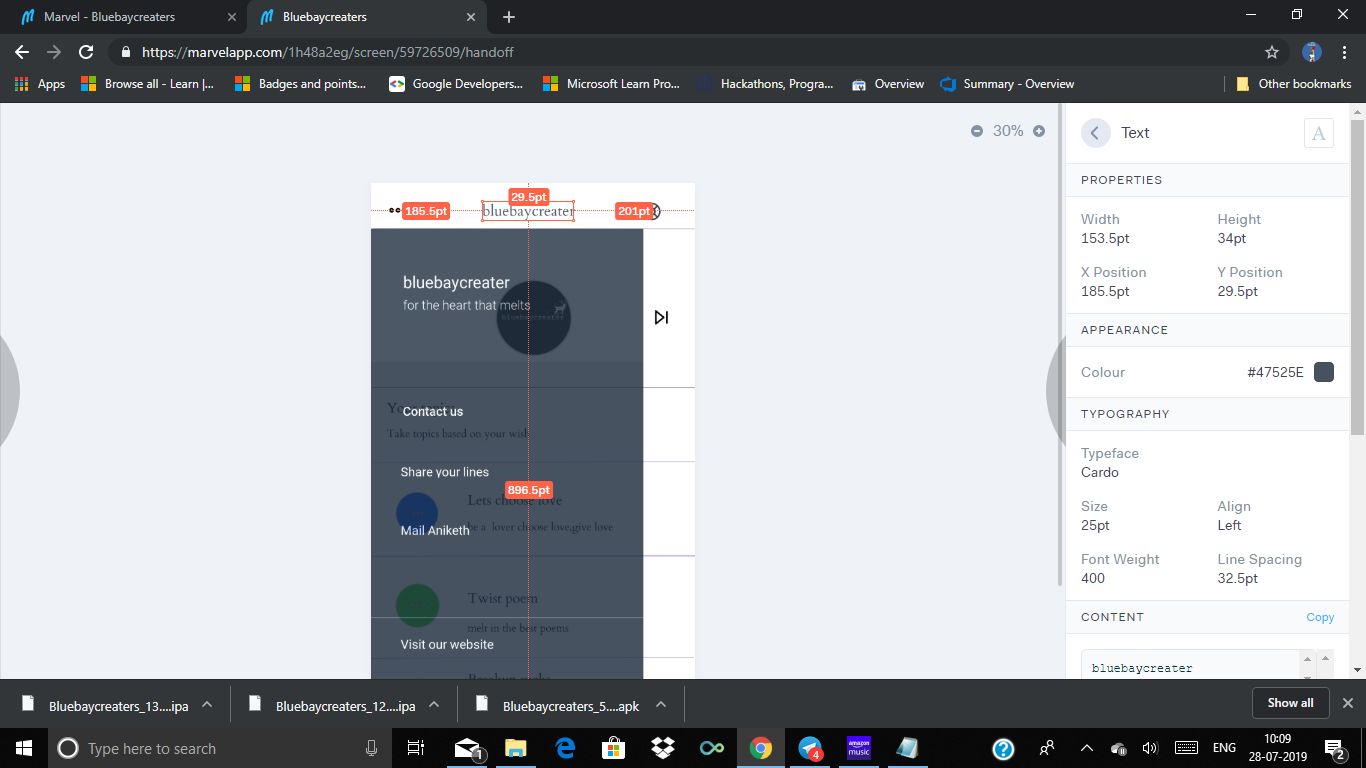 Marvel - Bluebaycreaters
Bluebaycreaters
https://marvelapp.com/1h48a2eg/screen/59726509/handoff
Apps
Browse all - Learn |...
Badges and points...
Google Developers...
Microsoft Learn Pro...
Hackathons, Progra...
Overview
Summary - Overview
Other bookmarks
30%
Text
A
PROPERTIES
Width
Height
153.5pt
34pt
X Position
Y Position
185.5pt
29.5pt
APPEARANCE
Colour
#47525E
TYPOGRAPHY
Typeface
Cardo
Size
Align
25pt
Left
Font Weight
Line Spacing
400
32.5pt
CONTENT
Copy
bluebaycreater
29.5pt
185.5pt
bluebaycreater
201pt
bluebaycreater
for the heart that melts
bluebaycreater
Contact us
Take topics based on your wish
Share your lines
896.5pt
Lets choose love
be a lover choose love,give love
Mail Aniketh
Twist poem
melt in the best poems
Visit our website
Bluebaycreaters_13....ipa
Bluebaycreaters_12....ipa
Bluebaycreaters_5....apk
Show all
Type here to search
1
amazon music
4
ENG
10:09
28-07-2019
2